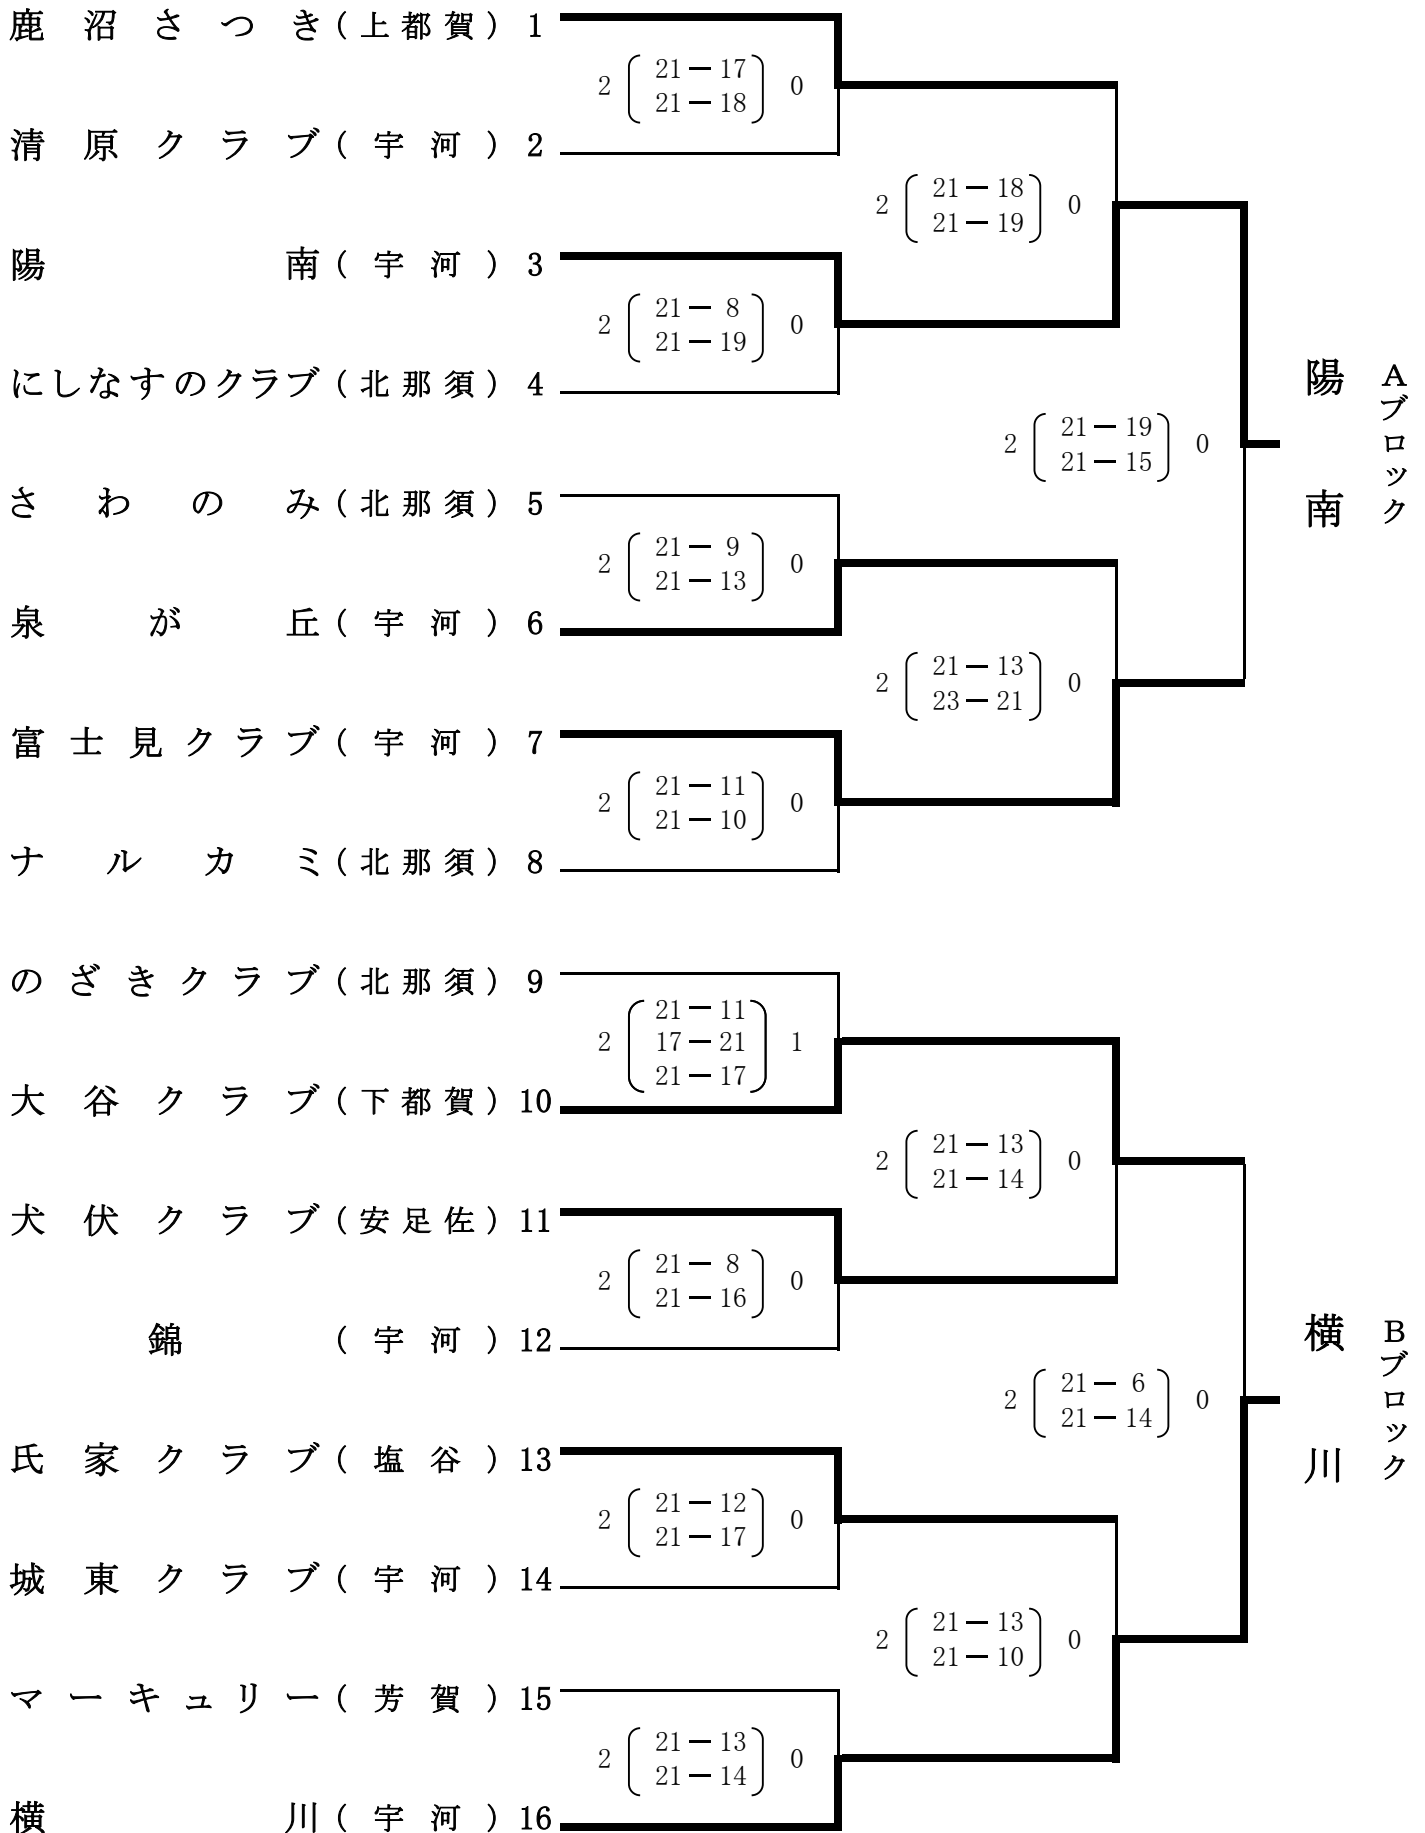 鹿沼さつき(上都賀) 1
2 21－17 0
21－18
清原クラブ(宇河) 2
2 21－18 0
21－19
陽南(宇河) 3
2 21－8 0
21－19
にしなすのクラブ(北那須) 4
陽南 Aブロック
2 21－19 0
21－15
さわのみ(北那須) 5
2 21－9 0
21－13
泉が丘(宇河) 6
2 21－13 0
23－21
富士見クラブ(宇河) 7
2 21－11 0
21－10
ナルカミ(北那須) 8
のざきクラブ(北那須) 9
21－11
2 17－21 1
21－17
大谷クラブ(下都賀) 10
2 21－13 0
21－14
犬伏クラブ(安足佐) 11
2 21－8 0
21－16
錦(宇河) 12
横川 Bブロック
2 21－6 0
21－14
氏家クラブ(塩谷) 13
2 21－12 0
21－17
城東クラブ(宇河) 14
2 21－13 0
21－10
マーキュリー(芳賀) 15
2 21－13 0
21－14
横川(宇河) 16